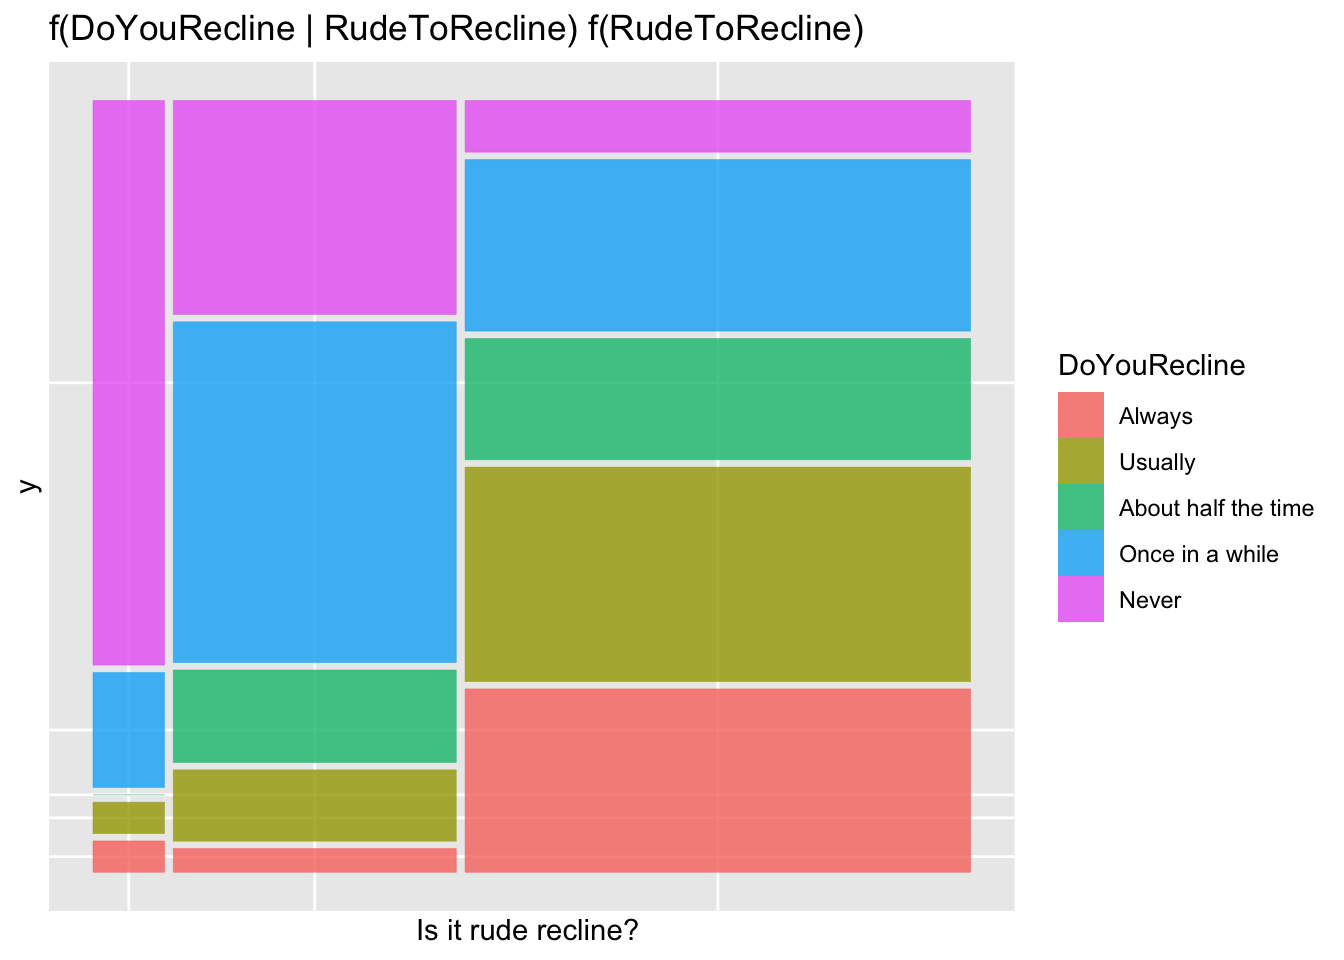 f(DoYouRecline | RudeToRecline) f(RudeToRecline)
y
DoYouRecline
Always
Usually
About half the time
Once in a while
Never
Is it rude recline?